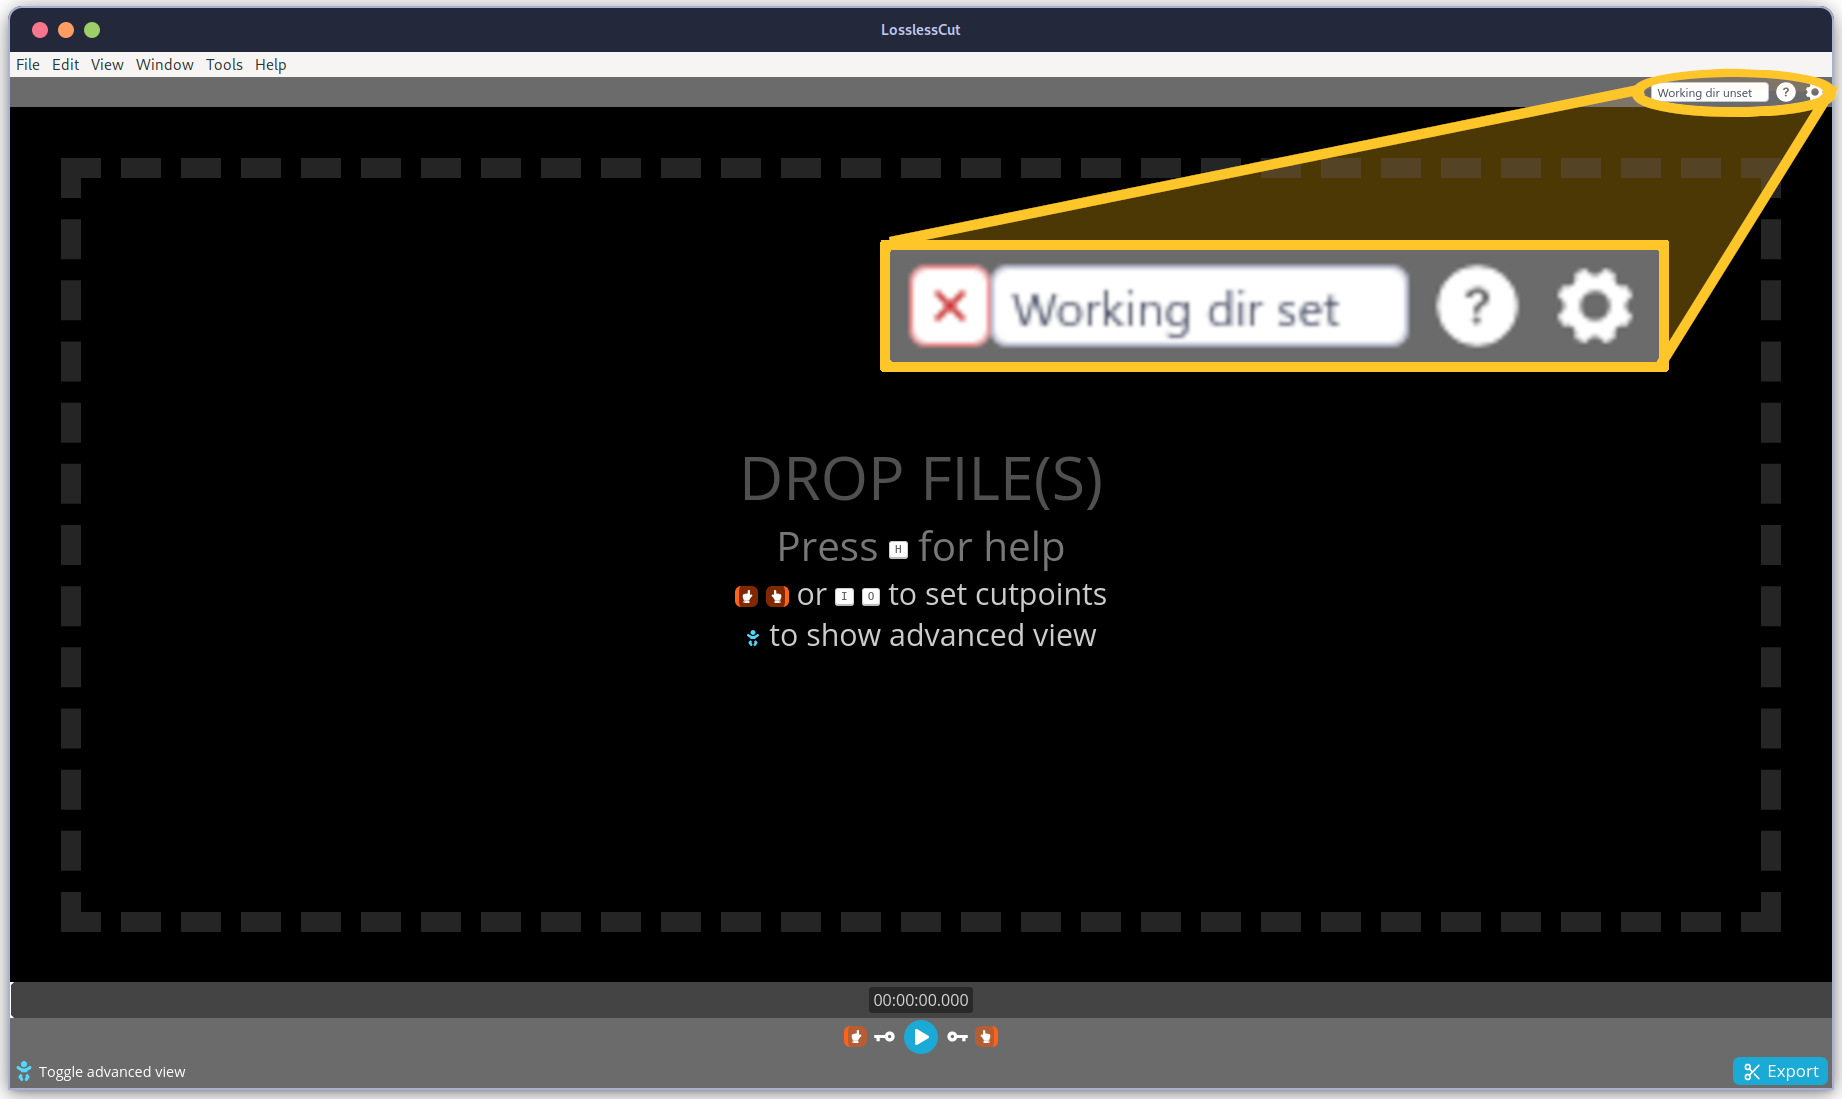 LosslessCut
File Edit View Window Tools Help
Working dir unset ?
Working dir set ?
DROP FILE(S)
Press H for help
or I O to set cutpoints
to show advanced view
00:00:00.000
Toggle advanced view
Export